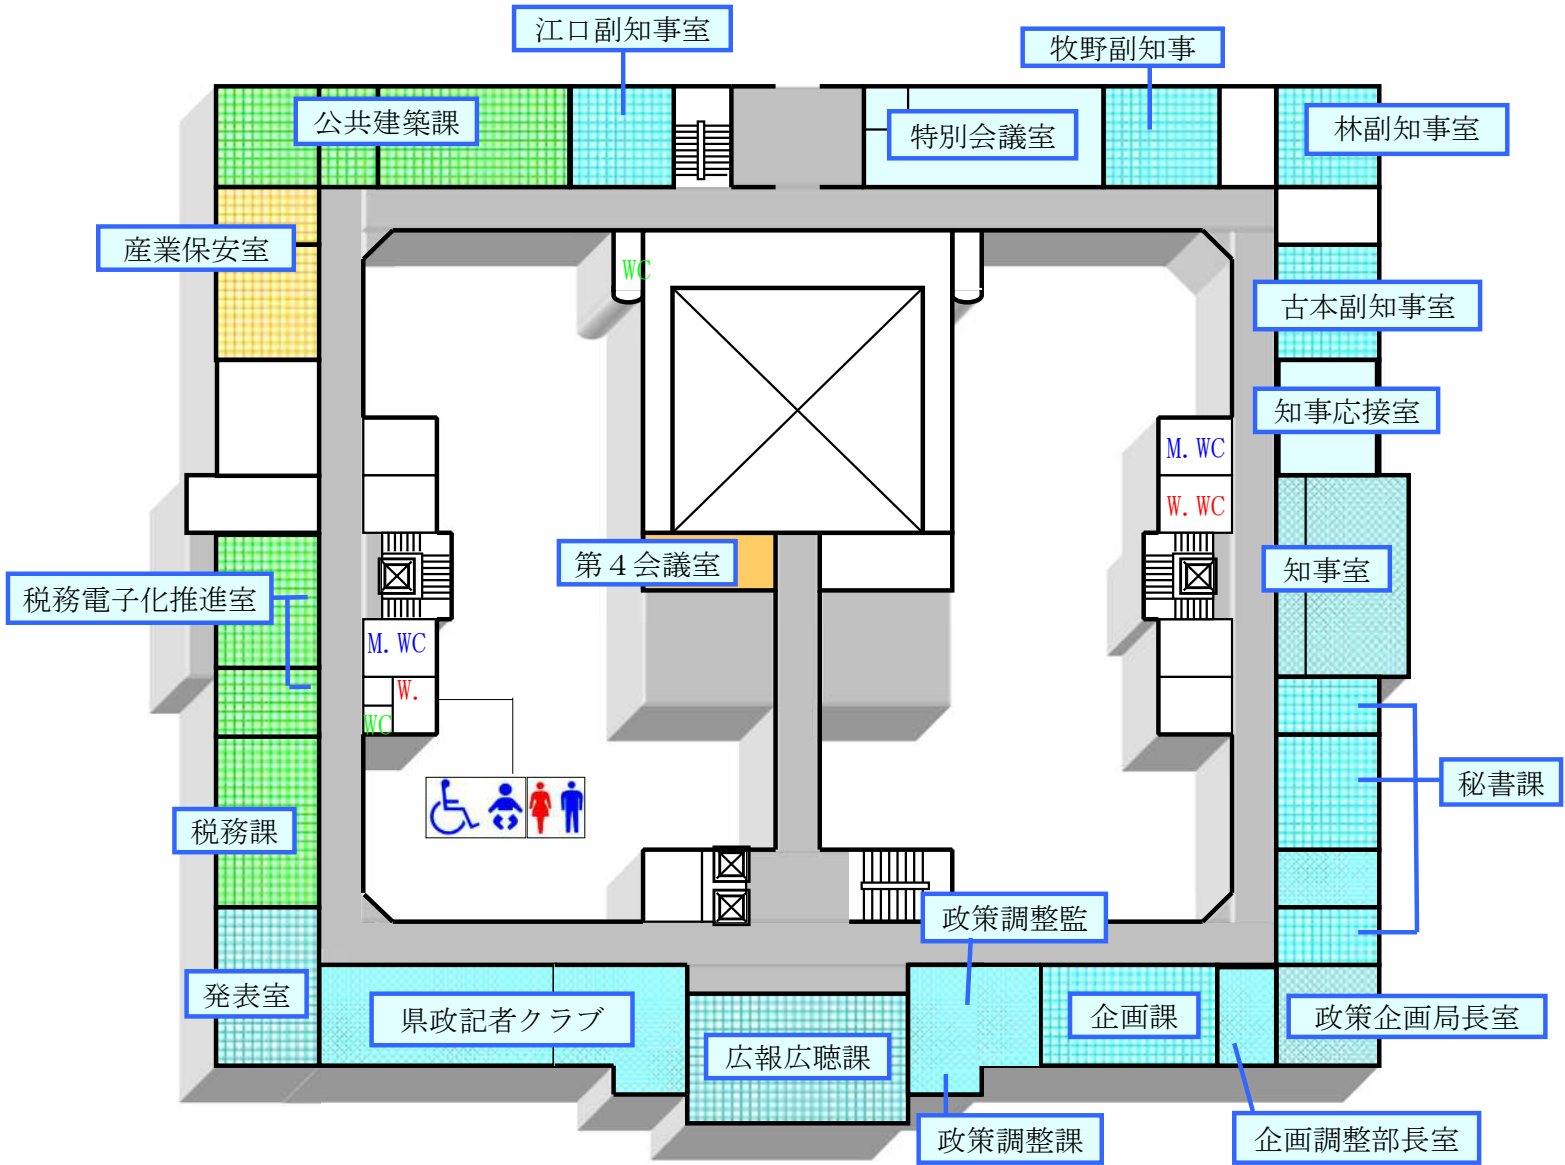 江口副知事室
牧野副知事
公共建築課
特別会議室
林副知事室
産業保安室
WC
古本副知事室
知事応接室
M.WC
W.WC
第４会議室
知事室
税務電子化推進室
M.WC
W.
WC
秘書課
税務課
政策調整監
発表室
県政記者クラブ
企画課
政策企画局長室
広報広聴課
政策調整課
企画調整部長室